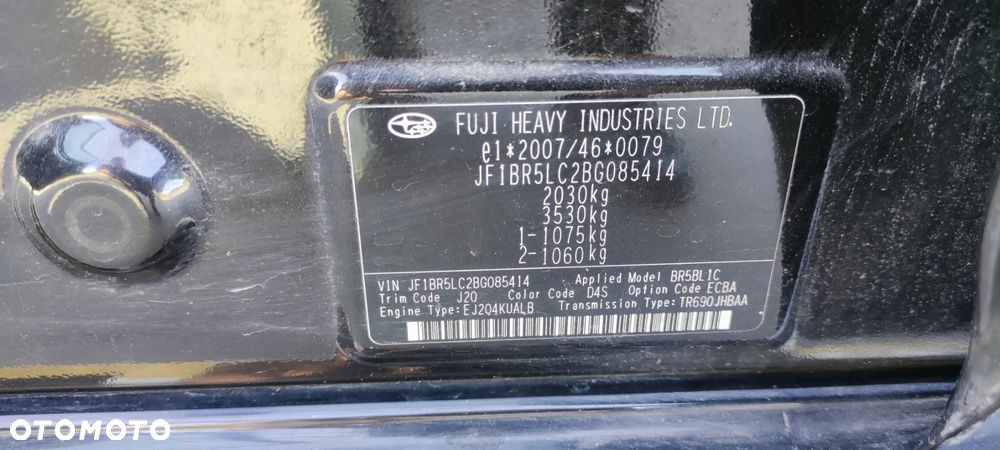 FUJI HEAVY INDUSTRIES LTD.
e1*2007/46*0079
JF1BR5LC2BG085414
2030kg
3530kg
1-1075kg
2-1060kg
VIN JF1BR5LC2BG085414 Applied Model BR5BL1C
Trim Code J20 Color Code D4S Option Code ECBA
Engine Type:EJ204KUALB Transmission Type:TR690JHBAA
OTOMOTO